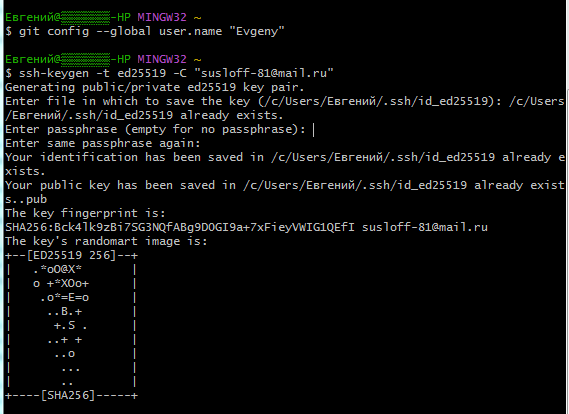 Евгений@▒▒▒▒▒▒▒-HP MINGW32 ~
$ git config --global user.name "Evgeny"
Евгений@▒▒▒▒▒▒▒-HP MINGW32 ~
$ ssh-keygen -t ed25519 -C "susloff-81@mail.ru"
Generating public/private ed25519 key pair.
Enter file in which to save the key (/c/Users/Евгений/.ssh/id_ed25519): /c/Users
/Евгений/.ssh/id_ed25519 already exists.
Enter passphrase (empty for no passphrase):
Enter same passphrase again:
Your identification has been saved in /c/Users/Евгений/.ssh/id_ed25519 already e
xists.
Your public key has been saved in /c/Users/Евгений/.ssh/id_ed25519 already exist
s..pub
The key fingerprint is:
SHA256:Bck4lk9zBi7SG3NQfABg9DOGI9a+7xFieyVWIG1QEfI susloff-81@mail.ru
The key's randomart image is:
+--[ED25519 256]--+
|   .*oO@X*       |
|   o +*XOo+      |
|    .o*=E=o      |
|     ..B.+       |
|      +.S .      |
|     ..+ +       |
|      ..o        |
|       ...       |
|       ..        |
+----[SHA256]-----+